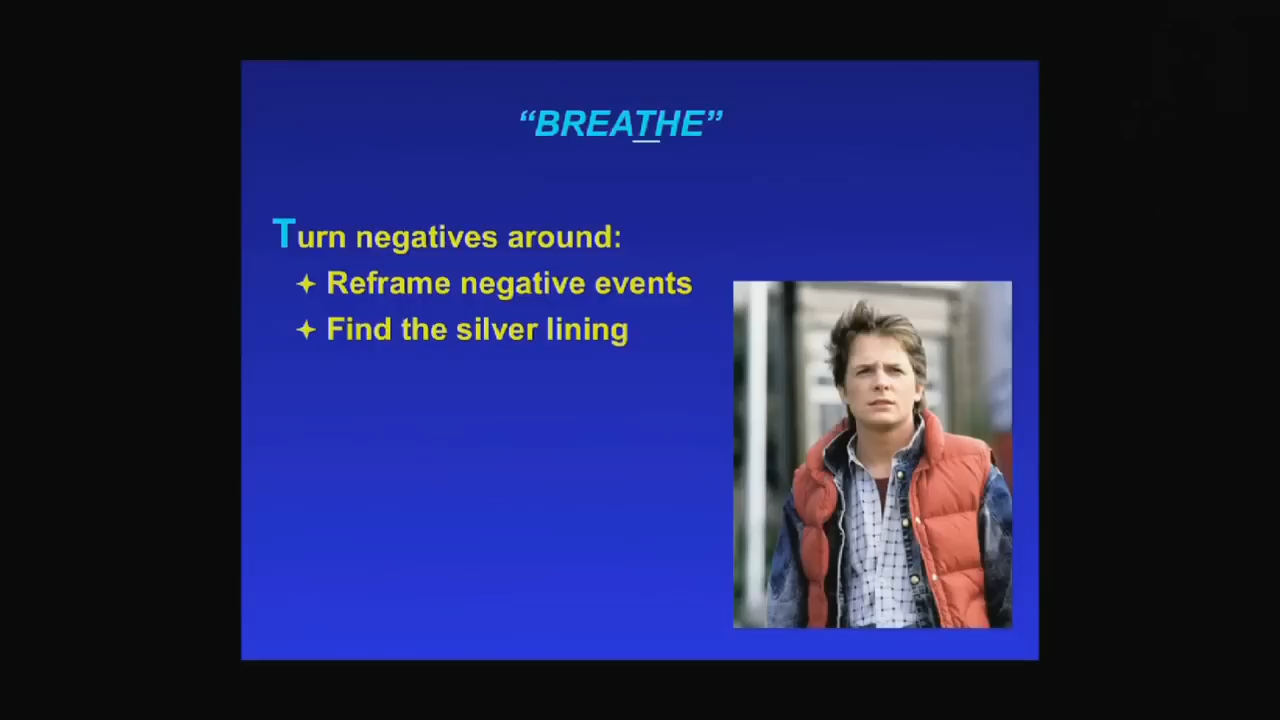 “BREATHE”
Turn negatives around:
Reframe negative events
Find the silver lining